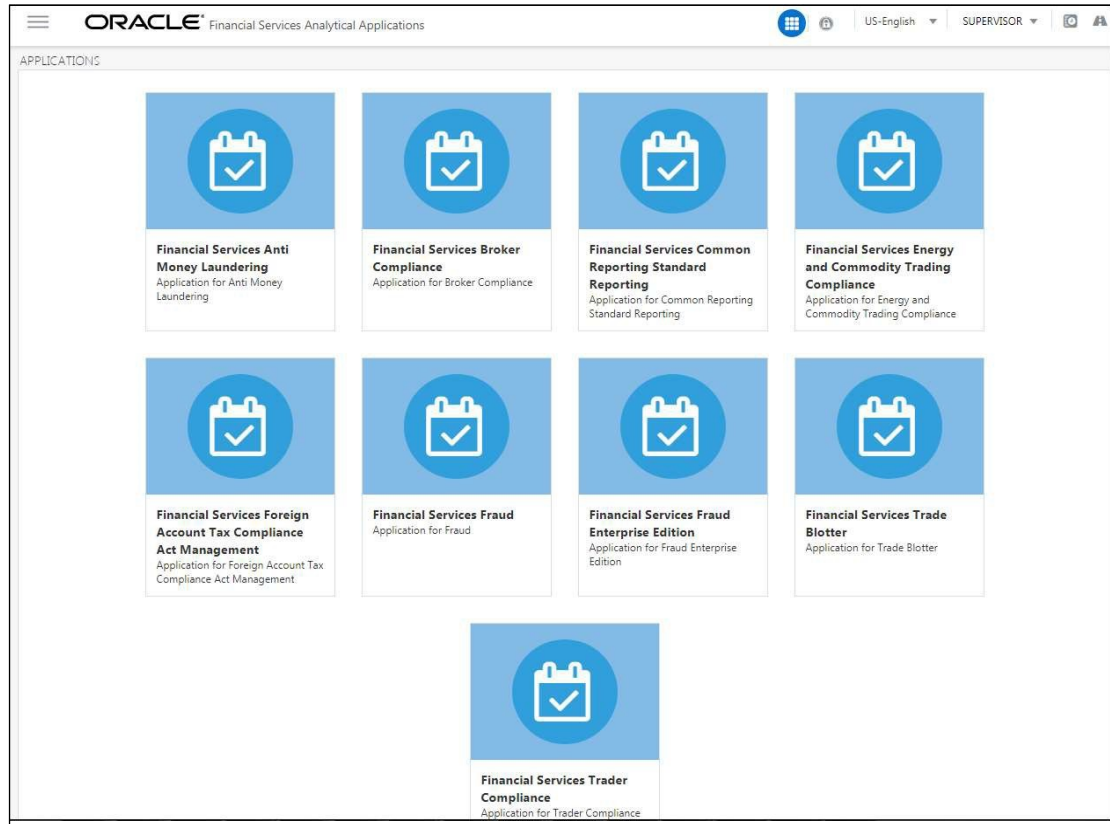 ORACLE® Financial Services Analytical Applications
US-English
SUPERVISOR
APPLICATIONS
Financial Services Anti
Money Laundering
Application for Anti Money
Laundering
Financial Services Broker
Compliance
Application for Broker Compliance
Financial Services Common
Reporting Standard
Reporting
Application for Common Reporting
Standard Reporting
Financial Services Energy
and Commodity Trading
Compliance
Application for Energy and
Commodity Trading Compliance
Financial Services Foreign
Account Tax Compliance
Act Management
Application for Foreign Account Tax
Compliance Act Management
Financial Services Fraud
Application for Fraud
Financial Services Fraud
Enterprise Edition
Application for Fraud Enterprise
Edition
Financial Services Trade
Blotter
Application for Trade Blotter
Financial Services Trader
Compliance
Application for Trader Compliance